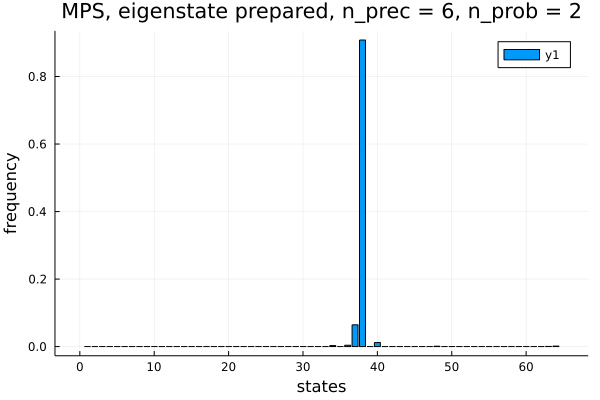 MPS, eigenstate prepared, n_prec = 6, n_prob = 2
y1
0.8
0.6
0.4
0.2
0.0
frequency
0 10 20 30 40 50 60
states